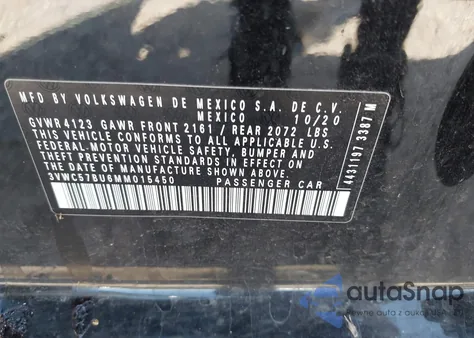 MFD BY VOLKSWAGEN DE MEXICO S.A. DE C.V.
MEXICO 10/20
GVWR 4123 GAWR FRONT 2161 / REAR 2072 LBS
THIS VEHICLE CONFORMS TO ALL APPLICABLE U.S.
FEDERAL MOTOR VEHICLE SAFETY, BUMPER AND
THEFT PREVENTION STANDARDS IN EFFECT ON
THE DATE OF MANUFACTURE SHOWN ABOVE.
3VWC57BU6MM015450 PASSENGER CAR
4431197 3387 M
autoSnap